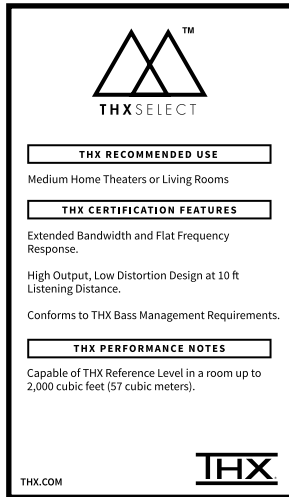 TM
THXSELECT
THX RECOMMENDED USE
Medium Home Theaters or Living Rooms
THX CERTIFICATION FEATURES
Extended Bandwidth and Flat Frequency
Response.
High Output, Low Distortion Design at 10 ft
Listening Distance.
Conforms to THX Bass Management Requirements.
THX PERFORMANCE NOTES
Capable of THX Reference Level in a room up to
2,000 cubic feet (57 cubic meters).
THX.COM
THX